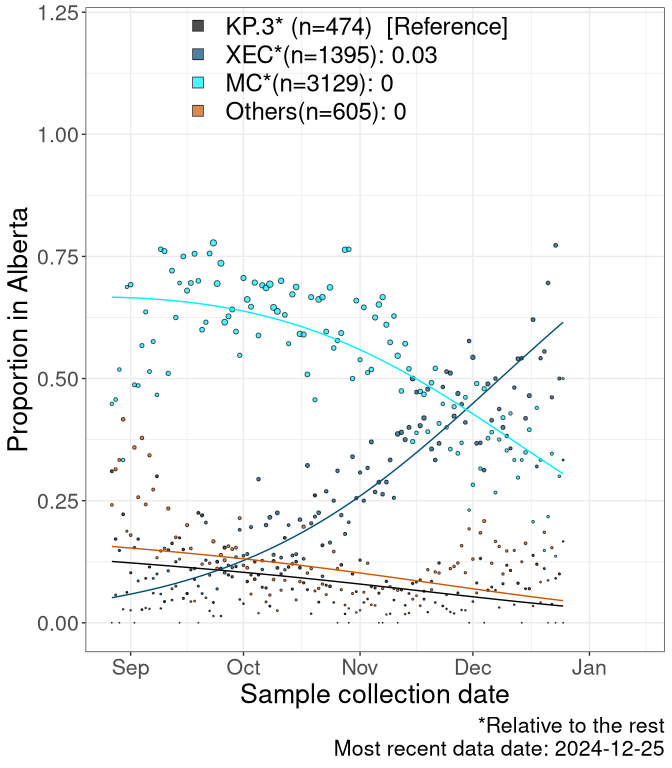 KP.3* (n=474)  [Reference]
XEC*(n=1395): 0.03
MC*(n=3129): 0
Others(n=605): 0
1.25
1.00
0.75
0.50
0.25
0.00
Proportion in Alberta
Sep Oct Nov Dec Jan
Sample collection date
*Relative to the rest
Most recent data date: 2024-12-25